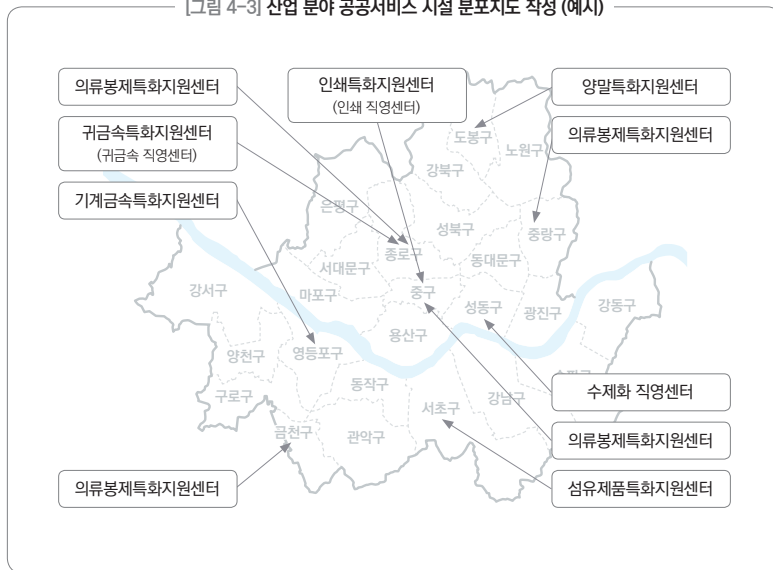 [그림 4-3] 산업 분야 공공서비스 시설 분포지도 작성 (예시)
의류봉제특화지원센터
인쇄특화지원센터
(인쇄 직영센터)
양말특화지원센터
귀금속특화지원센터
(귀금속 직영센터)
의류봉제특화지원센터
기계금속특화지원센터
도봉구
노원구
강북구
은평구
성북구
중랑구
종로구
동대문구
서대문구
강서구
마포구
중구
성동구
광진구
강동구
용산구
양천구
영등포구
동작구
구로구
강남구
서초구
금천구
관악구
수제화 직영센터
의류봉제특화지원센터
의류봉제특화지원센터
섬유제품특화지원센터